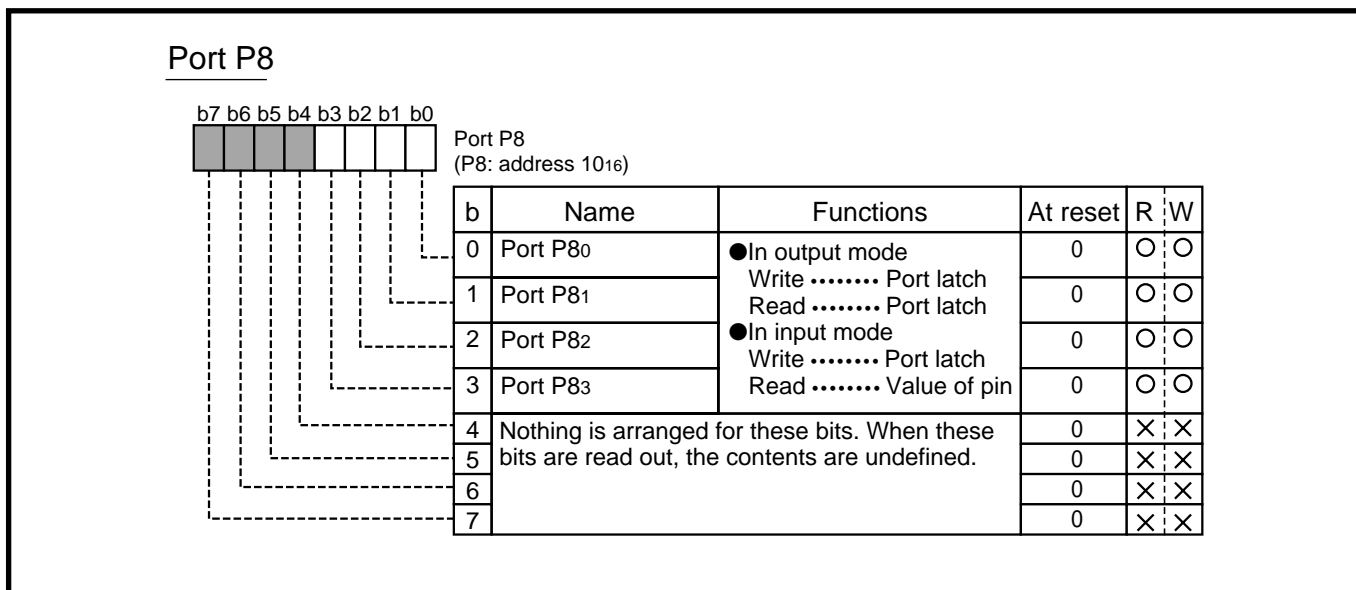 Port P8
b7 b6 b5 b4 b3 b2 b1 b0
Port P8
(P8: address 1016)
b Name Functions At reset R W
0 Port P80 ●In output mode 0 O O
Write •••••••• Port latch
1 Port P81 Read •••••••• Port latch 0 O O
2 Port P82 ●In input mode 0 O O
Write •••••••• Port latch
3 Port P83 Read •••••••• Value of pin 0 O O
4 Nothing is arranged for these bits. When these 0 × ×
5 bits are read out, the contents are undefined. 0 × ×
6 0 × ×
7 0 × ×